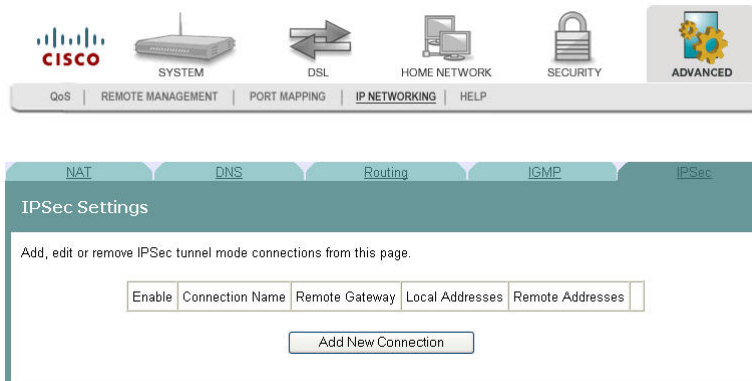 CISCO
SYSTEM
DSL
HOME NETWORK
SECURITY
ADVANCED
QoS | REMOTE MANAGEMENT | PORT MAPPING | IP NETWORKING | HELP
NAT DNS Routing IGMP IPSec
IPSec Settings
Add, edit or remove IPSec tunnel mode connections from this page.
Enable Connection Name Remote Gateway Local Addresses Remote Addresses
Add New Connection